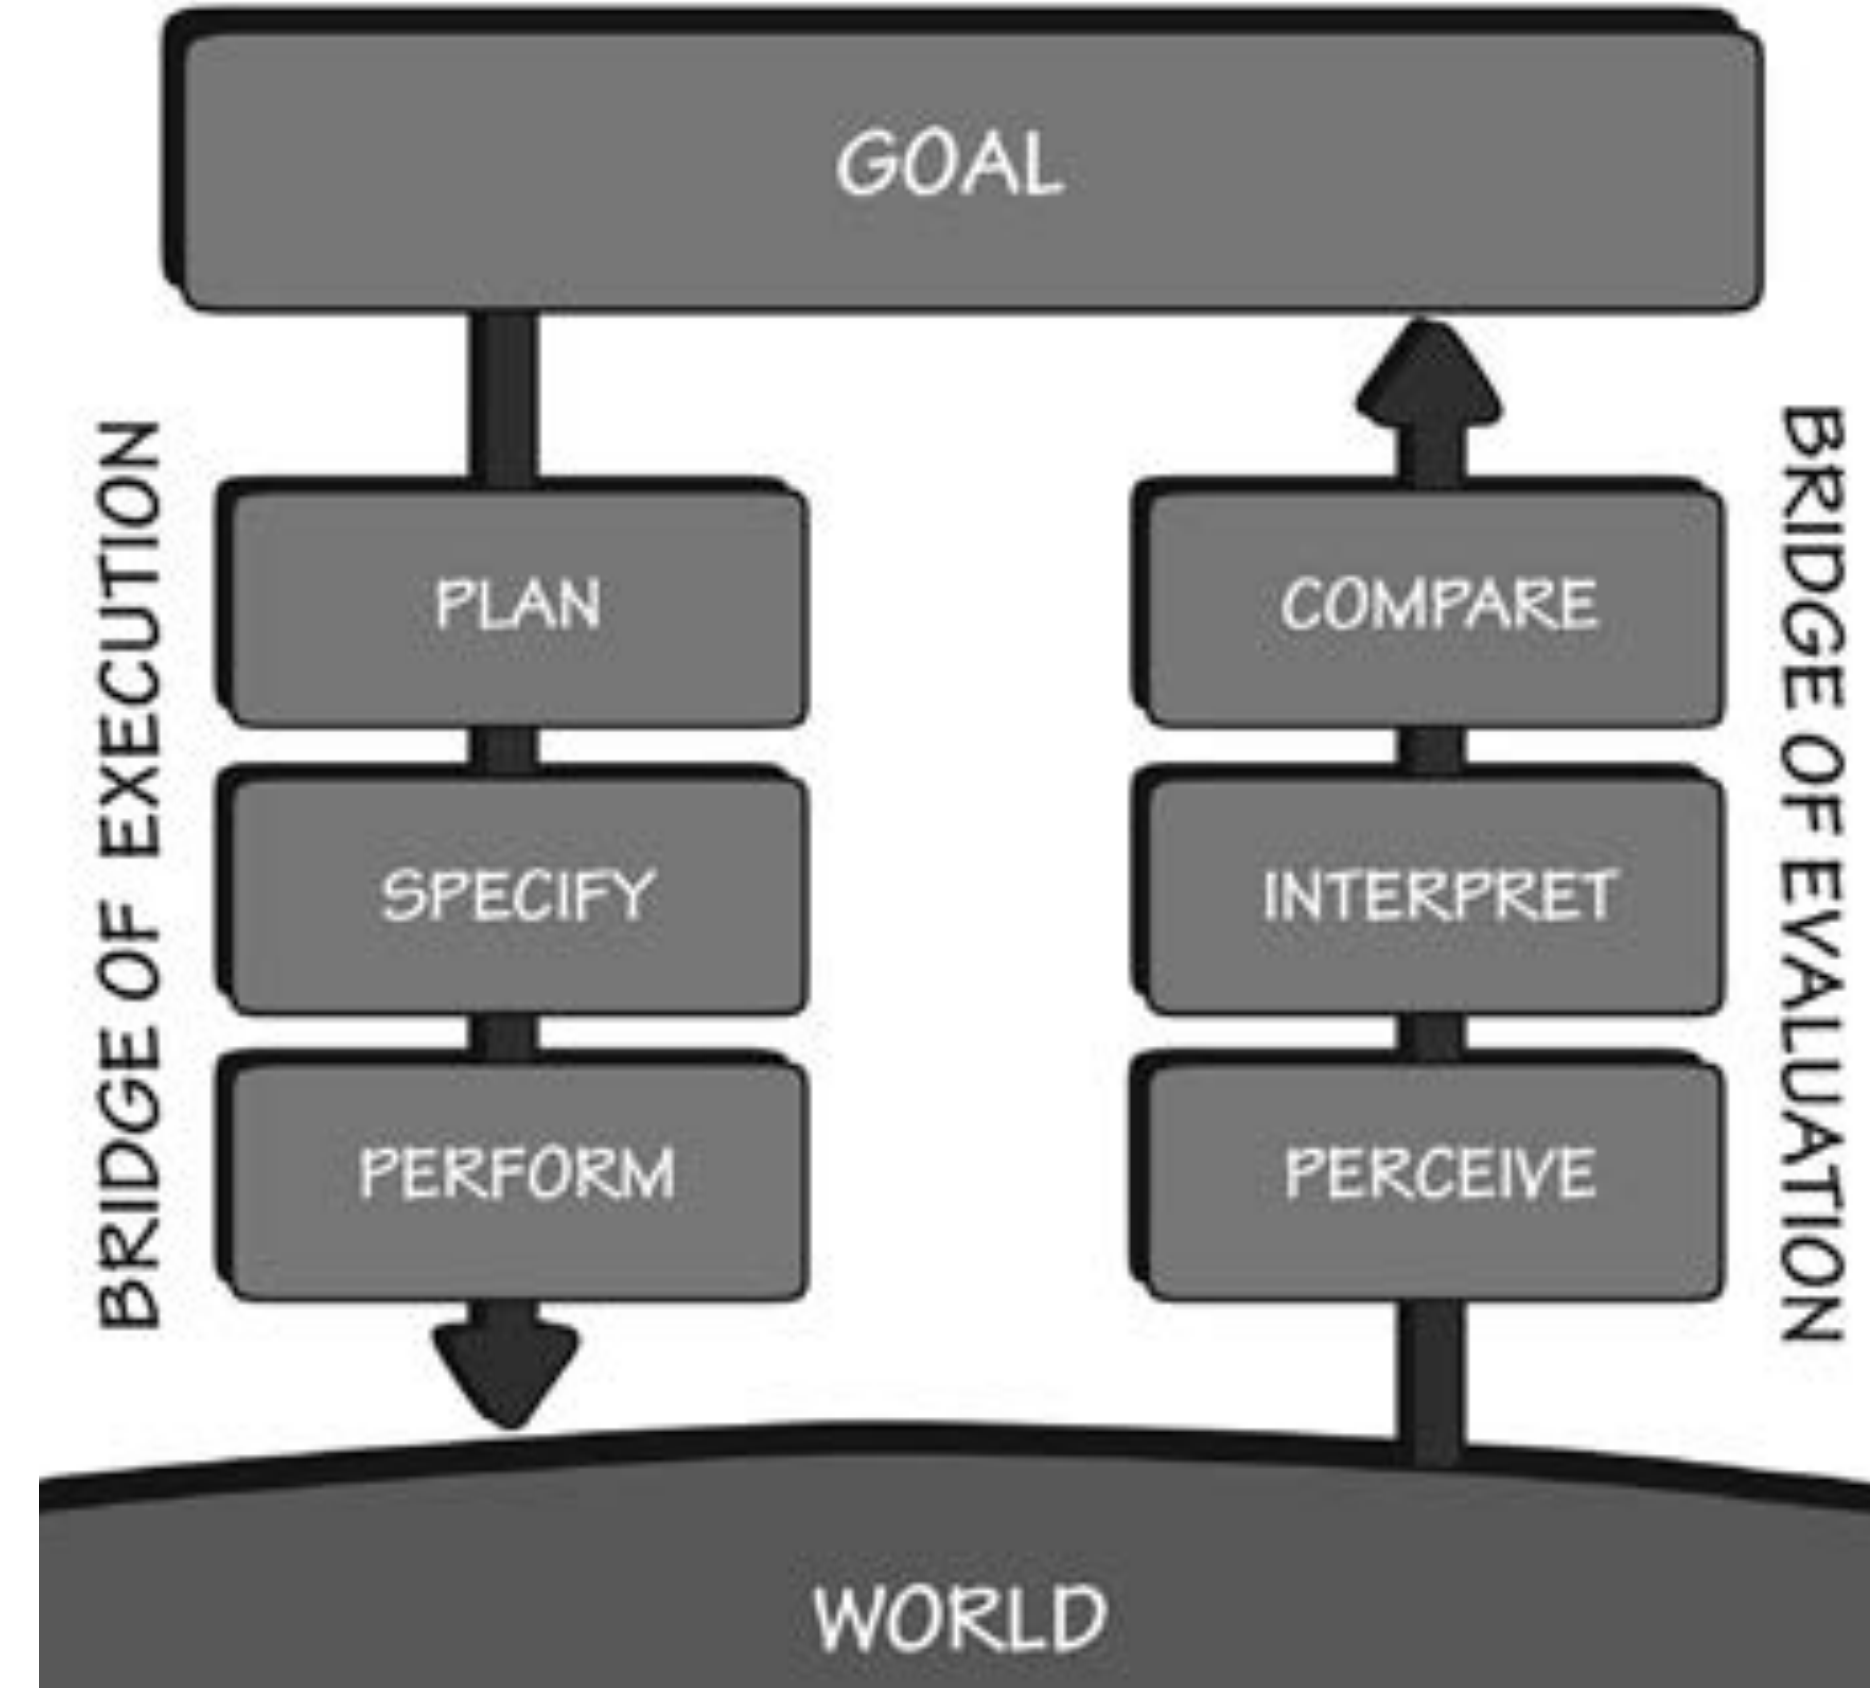 GOAL
BRIDGE OF EXECUTION
PLAN
SPECIFY
PERFORM
COMPARE
INTERPRET
PERCEIVE
BRIDGE OF EVALUATION
WORLD